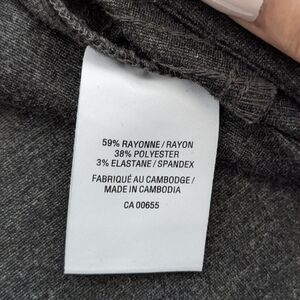 59% RAYONNE / RAYON
38% POLYESTER
3% ELASTANE / SPANDEX
FABRIQUÉ AU CAMBODGE /
MADE IN CAMBODIA
CA 00655